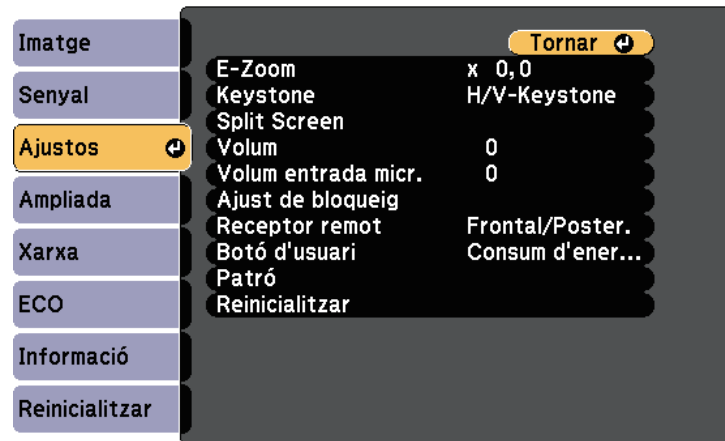 Imatge
Senyal
Ajustos
Ampliada
Xarxa
ECO
Informació
Reinicialitzar
Tornar
E-Zoom x 0,0
Keystone H/V-Keystone
Split Screen
Volum 0
Volum entrada micr. 0
Ajust de bloqueig
Receptor remot Frontal/Poster.
Botó d'usuari Consum d'ener...
Patró
Reinicialitzar